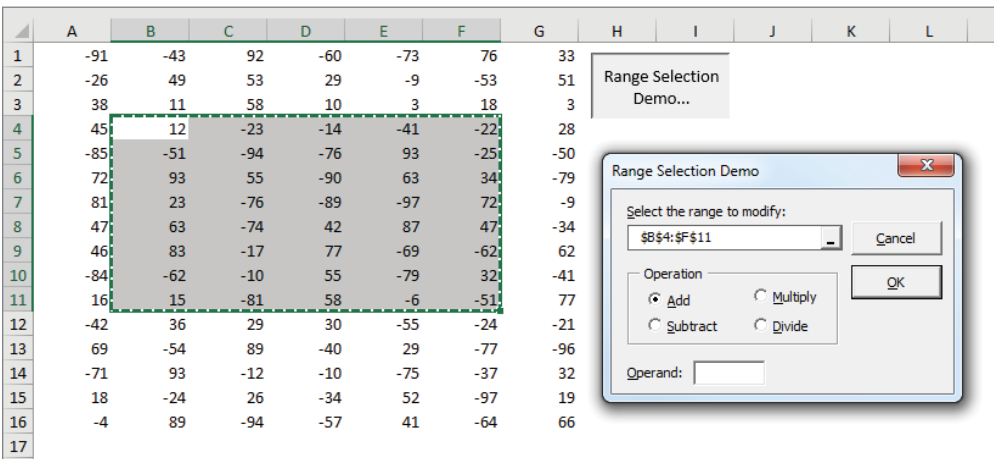 A B C D E F G H I J K L
1 -91 -43 92 -60 -73 76 33
2 -26 49 53 29 -9 -53 51
3 38 11 58 10 3 18 3
4 45 12 -23 -14 -41 -22 28
5 -85 -51 -94 -76 93 -25 -50
6 72 93 55 -90 63 34 -79
7 81 23 -76 -89 -97 72 -9
8 47 63 -74 42 87 47 -34
9 46 83 -17 77 -69 -62 62
10 -84 -62 -10 55 -79 32 -41
11 16 15 -81 58 -6 -51 77
12 -42 36 29 30 -55 -24 -21
13 69 -54 89 -40 29 -77 -96
14 -71 93 -12 -10 -75 -37 32
15 18 -24 26 -34 52 -97 19
16 -4 89 -94 -57 41 -64 66
17
Range Selection
Demo...
Range Selection Demo
Select the range to modify:
$B$4:$F$11
Cancel
Operation
OK
Add Multiply
Subtract Divide
Operand: